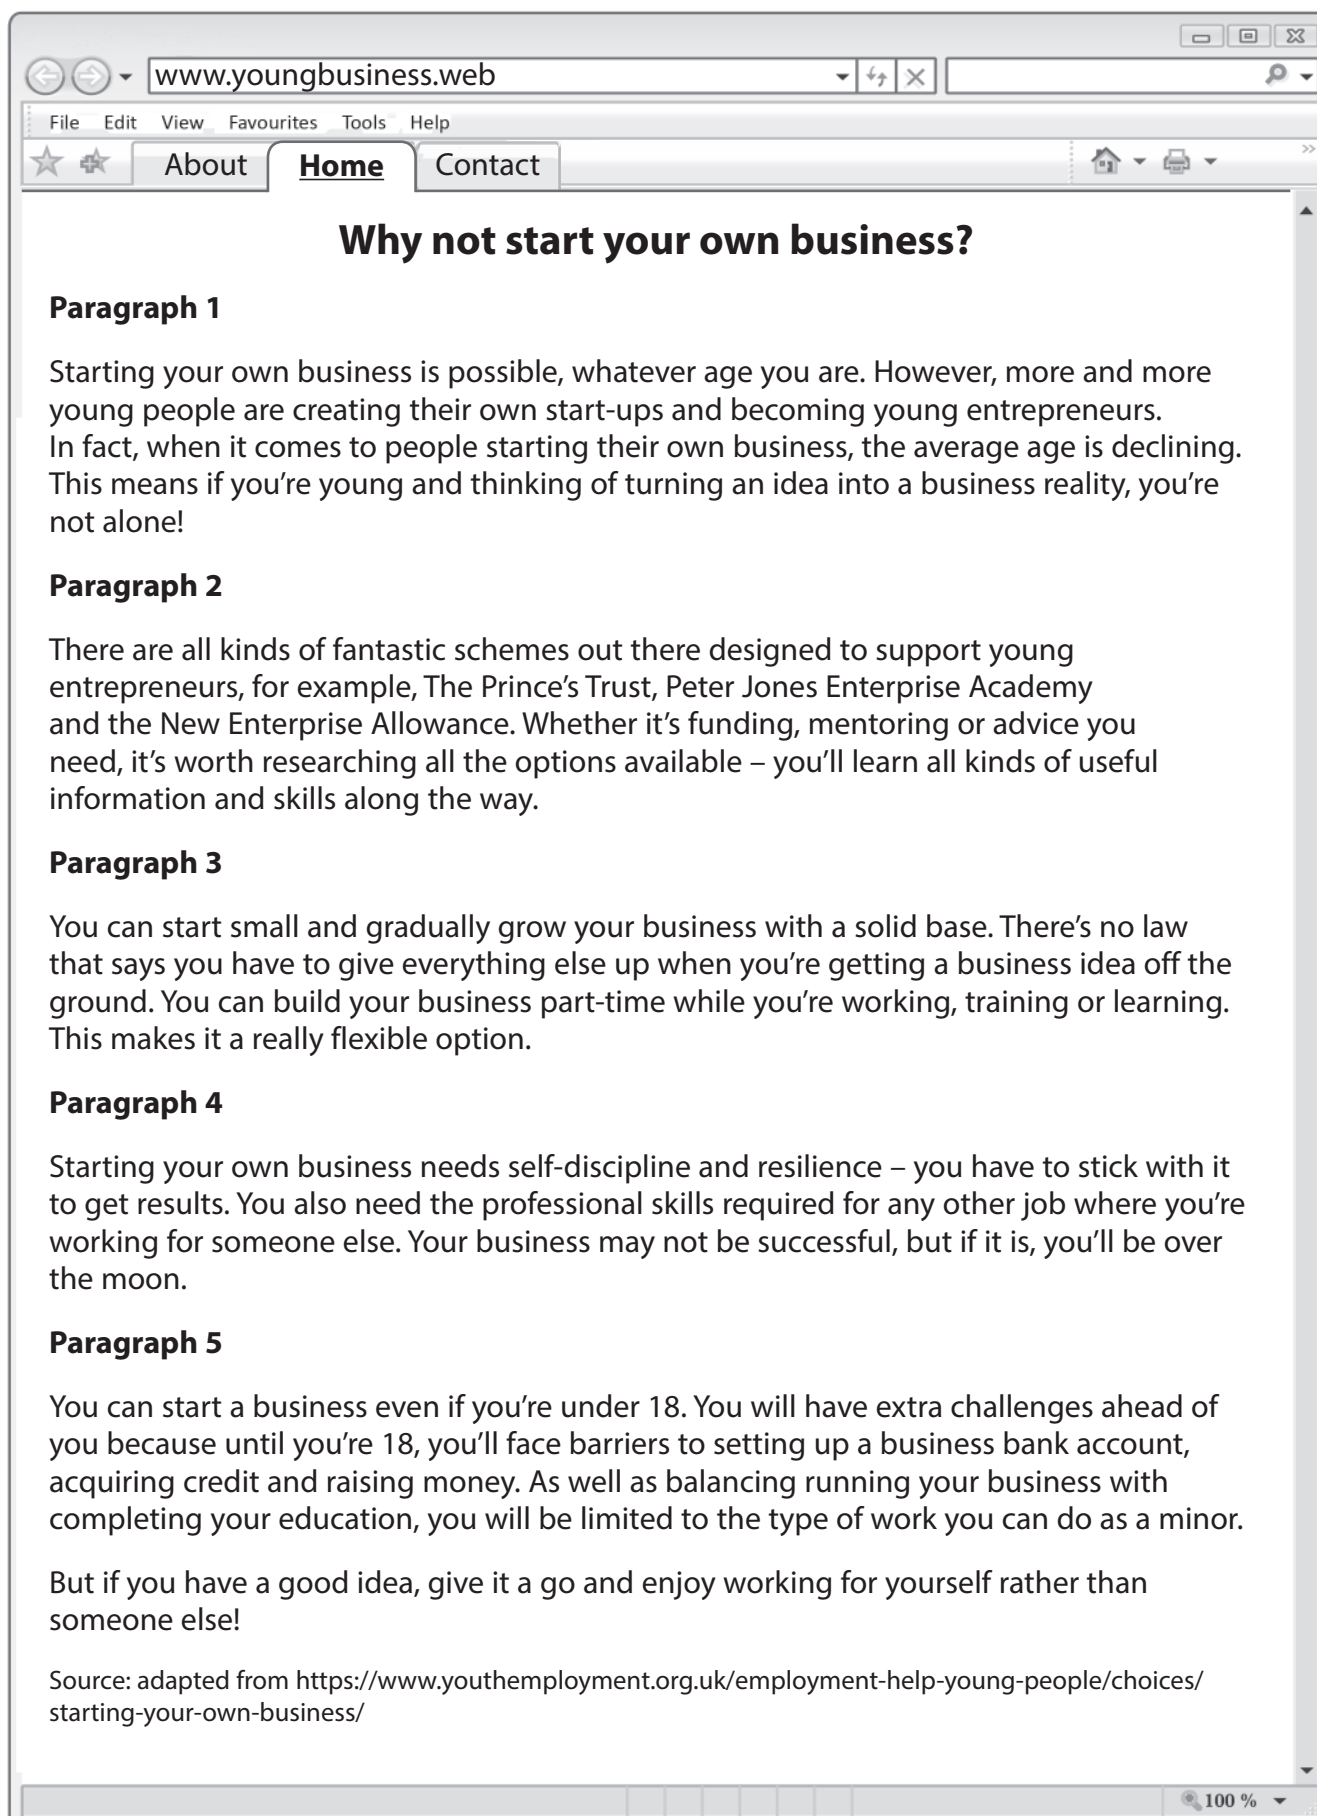 www.youngbusiness.web
File Edit View Favourites Tools Help
About Home Contact
Why not start your own business?
Paragraph 1
Starting your own business is possible, whatever age you are. However, more and more
young people are creating their own start-ups and becoming young entrepreneurs.
In fact, when it comes to people starting their own business, the average age is declining.
This means if you’re young and thinking of turning an idea into a business reality, you’re
not alone!
Paragraph 2
There are all kinds of fantastic schemes out there designed to support young
entrepreneurs, for example, The Prince’s Trust, Peter Jones Enterprise Academy
and the New Enterprise Allowance. Whether it’s funding, mentoring or advice you
need, it’s worth researching all the options available – you’ll learn all kinds of useful
information and skills along the way.
Paragraph 3
You can start small and gradually grow your business with a solid base. There’s no law
that says you have to give everything else up when you’re getting a business idea off the
ground. You can build your business part-time while you’re working, training or learning.
This makes it a really flexible option.
Paragraph 4
Starting your own business needs self-discipline and resilience – you have to stick with it
to get results. You also need the professional skills required for any other job where you’re
working for someone else. Your business may not be successful, but if it is, you’ll be over
the moon.
Paragraph 5
You can start a business even if you’re under 18. You will have extra challenges ahead of
you because until you’re 18, you’ll face barriers to setting up a business bank account,
acquiring credit and raising money. As well as balancing running your business with
completing your education, you will be limited to the type of work you can do as a minor.
But if you have a good idea, give it a go and enjoy working for yourself rather than
someone else!
Source: adapted from https://www.youthemployment.org.uk/employment-help-young-people/choices/
starting-your-own-business/
100 %